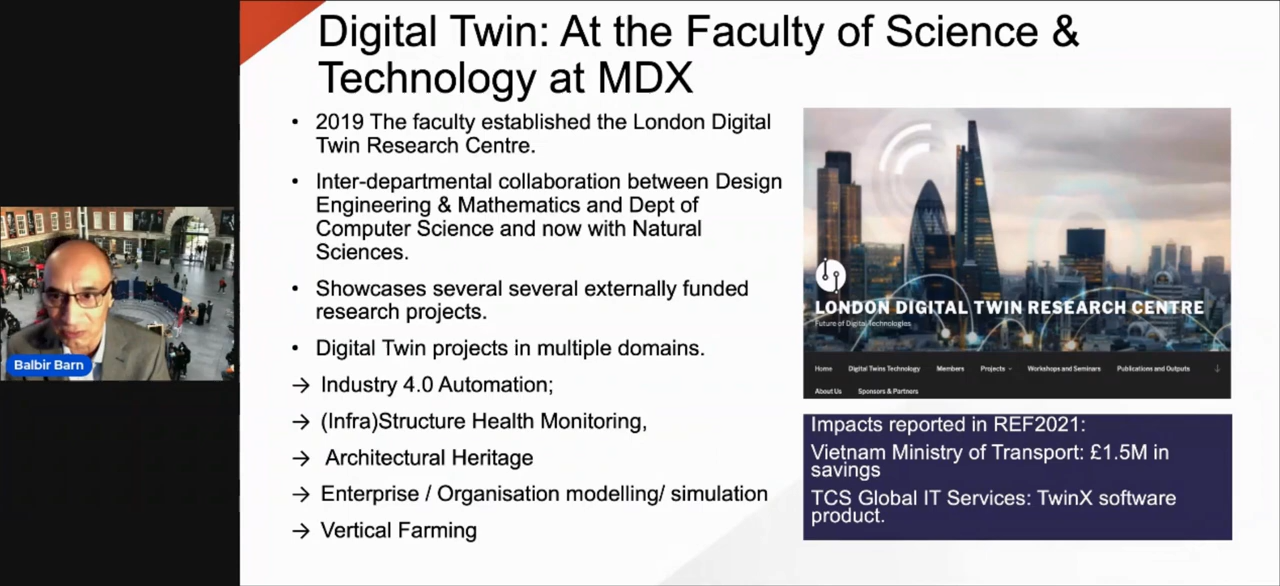 Digital Twin: At the Faculty of Science &
Technology at MDX
• 2019 The faculty established the London Digital
Twin Research Centre.
• Inter-departmental collaboration between Design
Engineering & Mathematics and Dept of
Computer Science and now with Natural
Sciences.
• Showcases several several externally funded
research projects.
• Digital Twin projects in multiple domains.
→ Industry 4.0 Automation;
→ (Infra)Structure Health Monitoring,
→ Architectural Heritage
→ Enterprise / Organisation modelling/ simulation
→ Vertical Farming
LONDON DIGITAL TWIN RESEARCH CENTRE
Future of Digital Technologies
Home Digital Twins Technology Members Projects Workshops and Seminars Publications and Outputs
About Us Sponsors & Partners
Impacts reported in REF2021:
Vietnam Ministry of Transport: £1.5M in
savings
TCS Global IT Services: TwinX software
product.
Balbir Barn